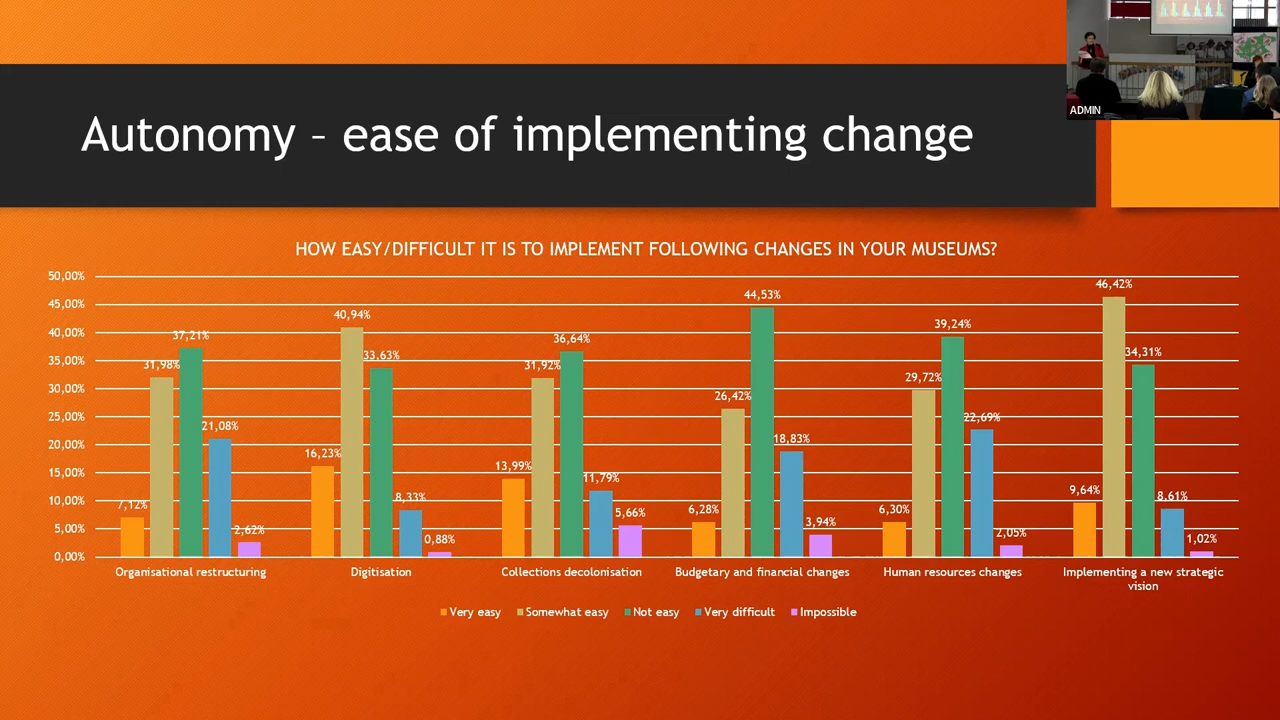 ADMIN
Autonomy – ease of implementing change
HOW EASY/DIFFICULT IT IS TO IMPLEMENT FOLLOWING CHANGES IN YOUR MUSEUMS?
50,00%
45,00%
40,00%
35,00%
30,00%
25,00%
20,00%
15,00%
10,00%
5,00%
0,00%
7,12% 31,98% 37,21% 21,08% 2,62%
16,23% 40,94% 33,63% 8,33% 0,88%
13,99% 31,92% 36,64% 11,79% 5,66%
6,28% 26,42% 44,53% 18,83% 3,94%
6,30% 29,72% 39,24% 22,69% 2,05%
9,64% 46,42% 34,31% 8,61% 1,02%
Organisational restructuring
Digitisation
Collections decolonisation
Budgetary and financial changes
Human resources changes
Implementing a new strategic
vision
Very easy Somewhat easy Not easy Very difficult Impossible